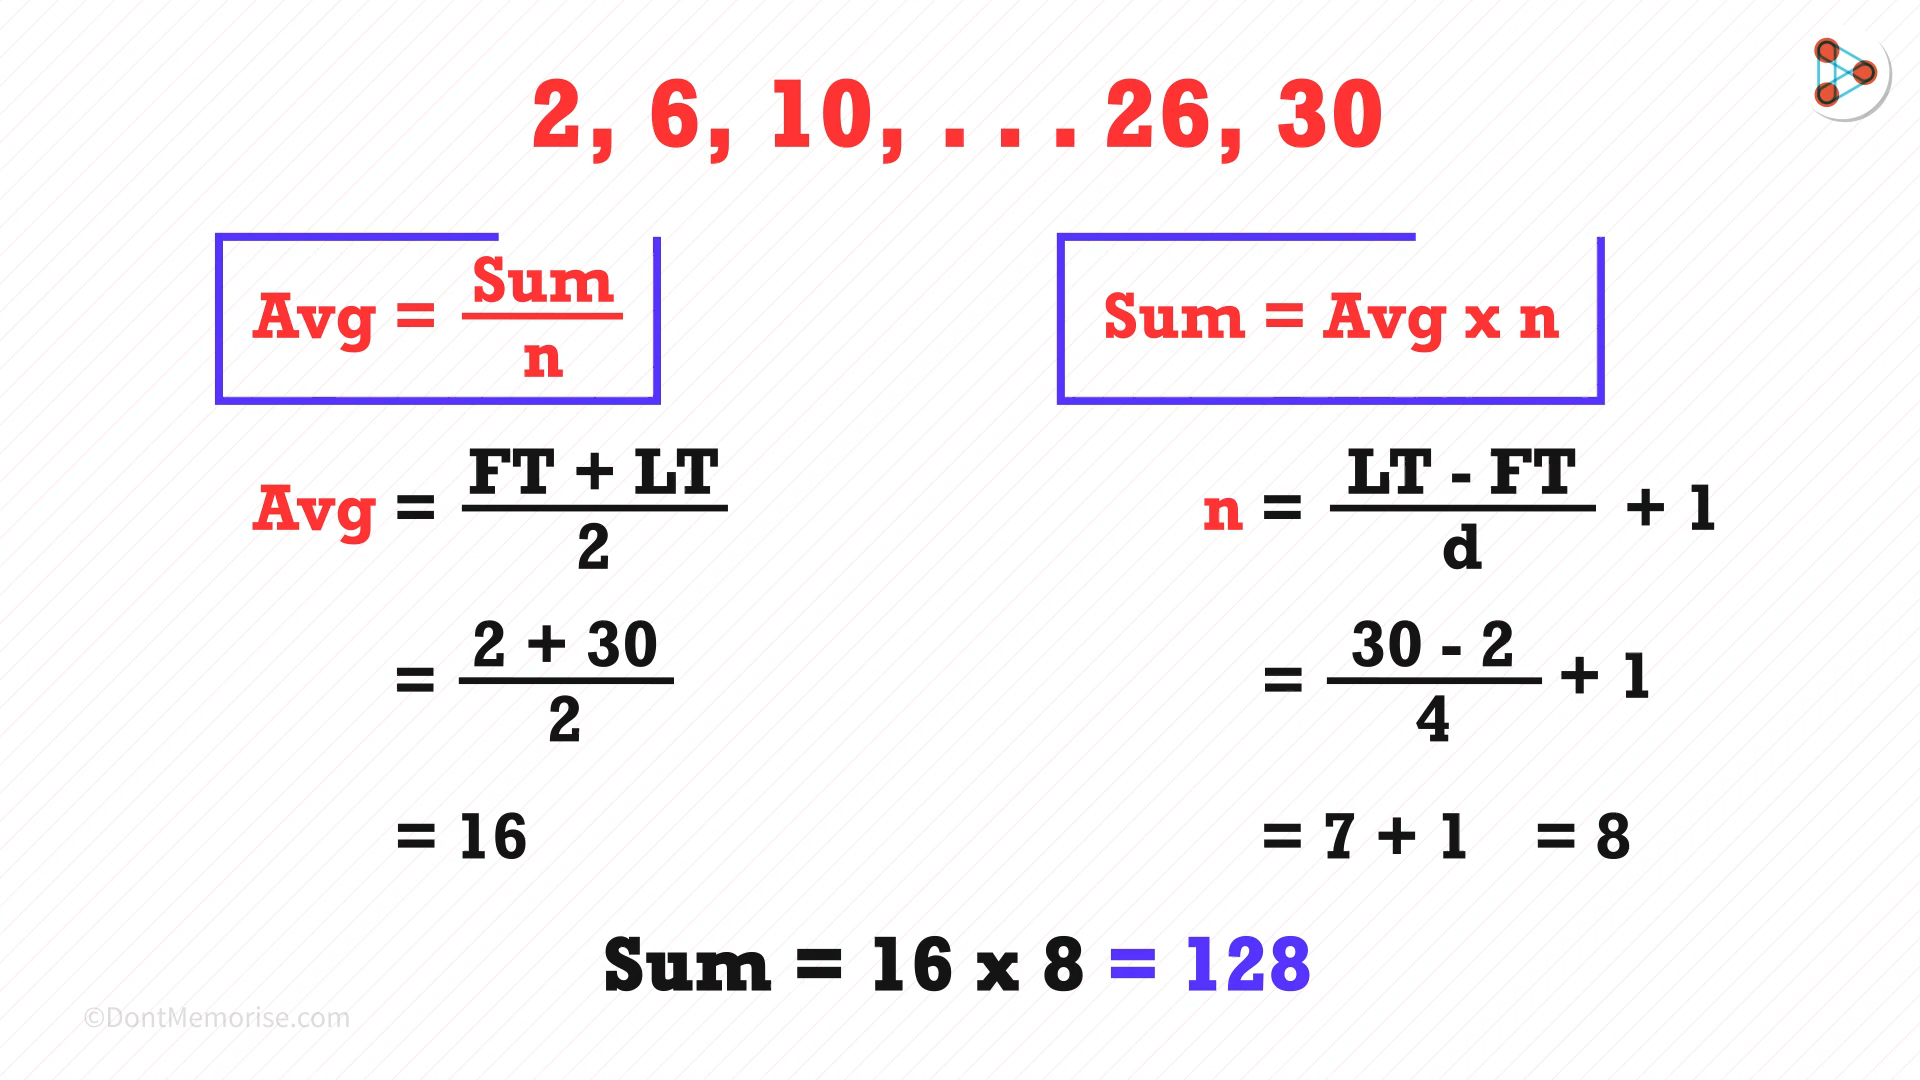 2, 6, 10, . . . 26, 30
Avg = Sum / n
Sum = Avg x n
Avg = FT + LT / 2
= 2 + 30 / 2
= 16
n = LT - FT / d + 1
= 30 - 2 / 4 + 1
= 7 + 1 = 8
Sum = 16 x 8 = 128
©DontMemorise.com